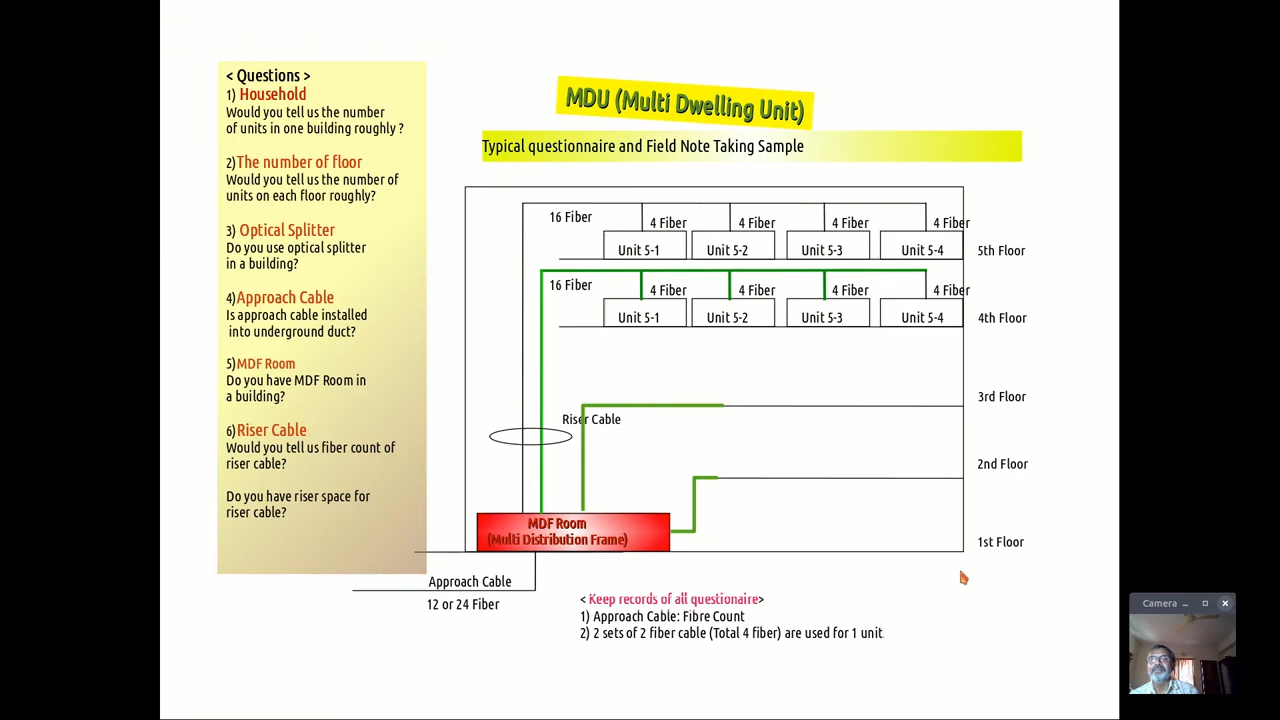 < Questions >
1) Household
Would you tell us the number
of units in one building roughly ?
2)The number of floor
Would you tell us the number of
units on each floor roughly?
3) Optical Splitter
Do you use optical splitter
in a building?
4)Approach Cable
Is approach cable installed
into underground duct?
5)MDF Room
Do you have MDF Room in
a building?
6)Riser Cable
Would you tell us fiber count of
riser cable?
Do you have riser space for
riser cable?
MDU (Multi Dwelling Unit)
Typical questionnaire and Field Note Taking Sample
16 Fiber 4 Fiber 4 Fiber 4 Fiber 4 Fiber
Unit 5-1 Unit 5-2 Unit 5-3 Unit 5-4 5th Floor
16 Fiber 4 Fiber 4 Fiber 4 Fiber 4 Fiber
Unit 5-1 Unit 5-2 Unit 5-3 Unit 5-4 4th Floor
3rd Floor
Riser Cable
2nd Floor
MDF Room
(Multi Distribution Frame)
1st Floor
Approach Cable
12 or 24 Fiber
< Keep records of all questionaire>
1) Approach Cable: Fibre Count
2) 2 sets of 2 fiber cable (Total 4 fiber) are used for 1 unit
Camera